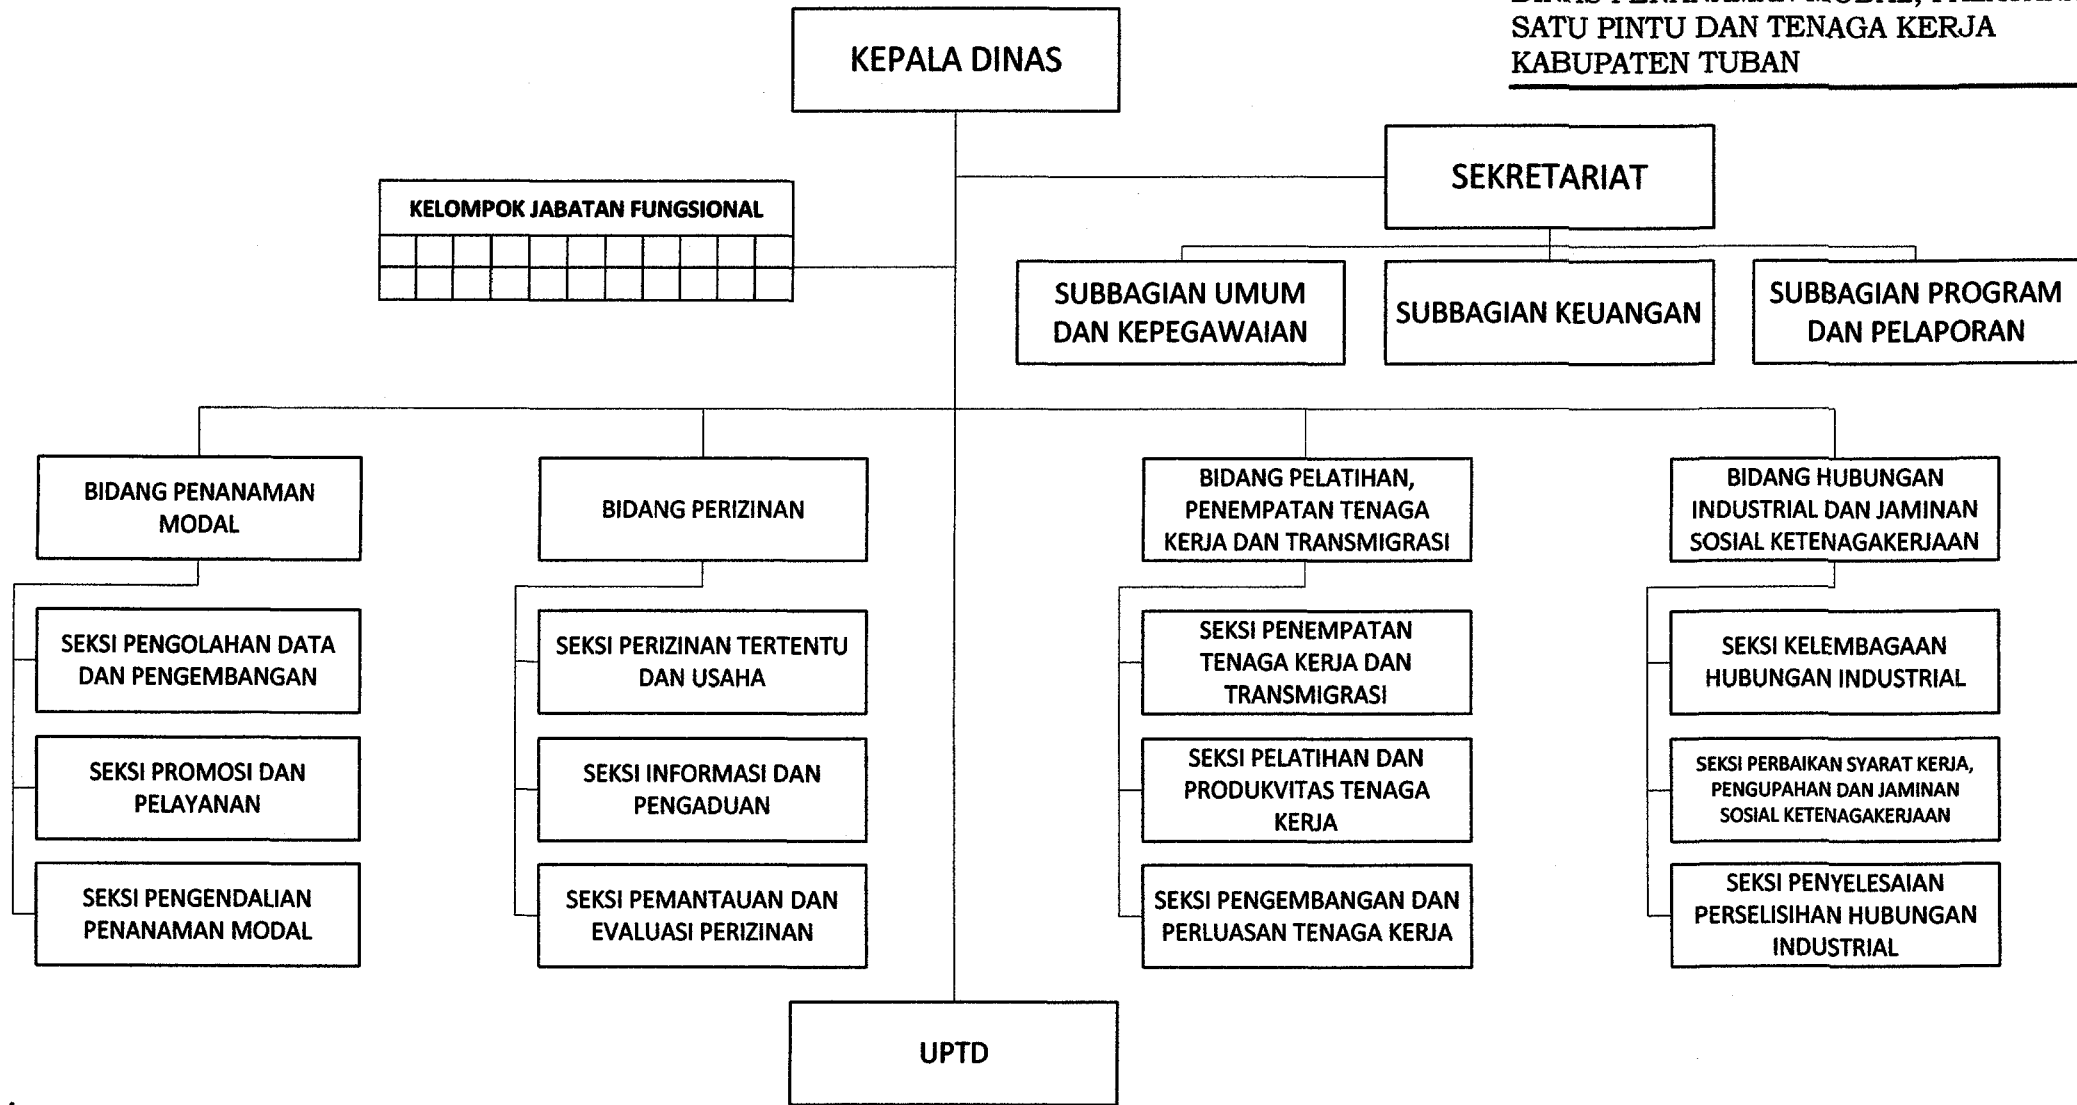 SATU PINTU DAN TENAGA KERJA
KABUPATEN TUBAN
KEPALA DINAS
SEKRETARIAT
KELOMPOK JABATAN FUNGSIONAL
SUBBAGIAN UMUM
DAN KEPEGAWAIAN
SUBBAGIAN KEUANGAN
SUBBAGIAN PROGRAM
DAN PELAPORAN
BIDANG PENANAMAN
MODAL
SEKSI PENGOLAHAN DATA
DAN PENGEMBANGAN
SEKSI PROMOSI DAN
PELAYANAN
SEKSI PENGENDALIAN
PENANAMAN MODAL
BIDANG PERIZINAN
SEKSI PERIZINAN TERTENTU
DAN USAHA
SEKSI INFORMASI DAN
PENGADUAN
SEKSI PEMANTAUAN DAN
EVALUASI PERIZINAN
BIDANG PELATIHAN,
PENEMPATAN TENAGA
KERJA DAN TRANSMIGRASI
SEKSI PENEMPATAN
TENAGA KERJA DAN
TRANSMIGRASI
SEKSI PELATIHAN DAN
PRODUKVITAS TENAGA
KERJA
SEKSI PENGEMBANGAN DAN
PERLUASAN TENAGA KERJA
BIDANG HUBUNGAN
INDUSTRIAL DAN JAMINAN
SOSIAL KETENAGAKERJAAN
SEKSI KELEMBAGAAN
HUBUNGAN INDUSTRIAL
SEKSI PERBAIKAN SYARAT KERJA,
PENGUPAHAN DAN JAMINAN
SOSIAL KETENAGAKERJAAN
SEKSI PENYELESAIAN
PERSELISIHAN HUBUNGAN
INDUSTRIAL
UPTD